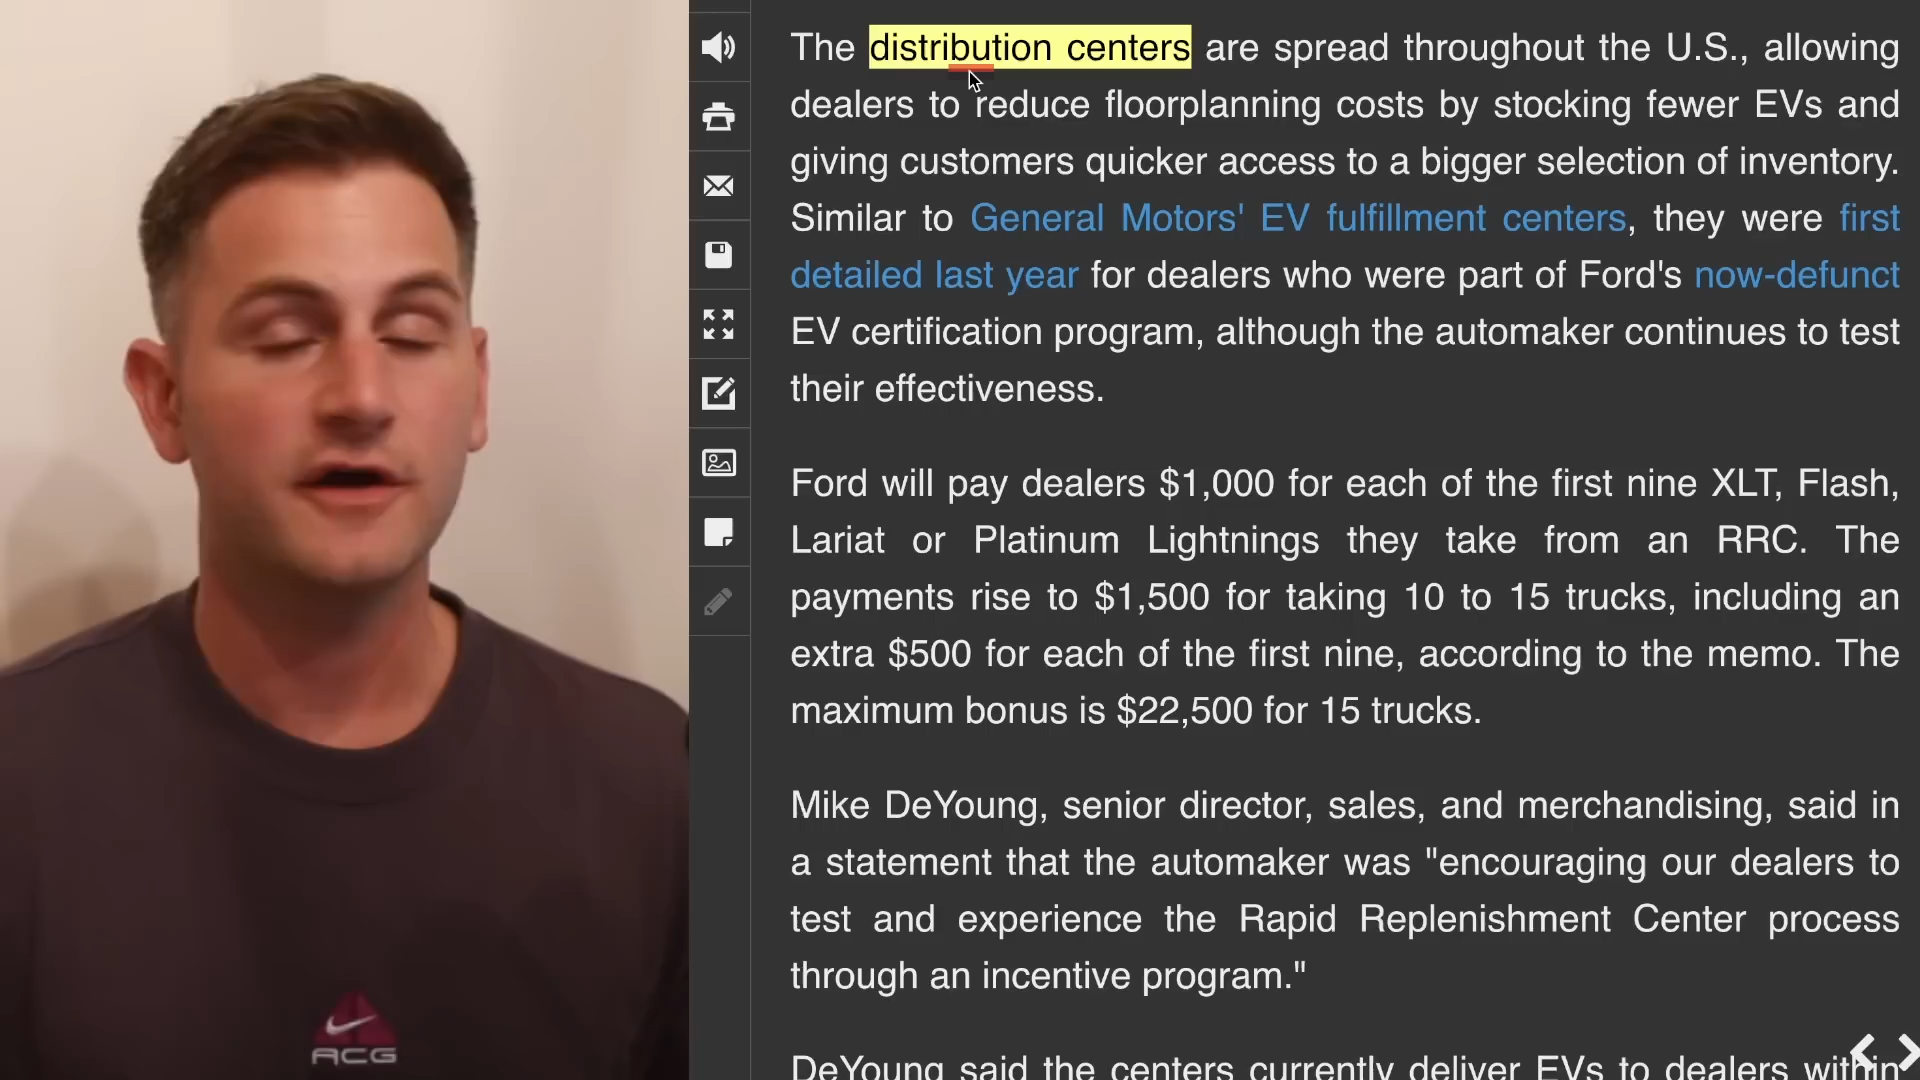 The distribution centers are spread throughout the U.S., allowing
dealers to reduce floorplanning costs by stocking fewer EVs and
giving customers quicker access to a bigger selection of inventory.
Similar to General Motors' EV fulfillment centers, they were first
detailed last year for dealers who were part of Ford's now-defunct
EV certification program, although the automaker continues to test
their effectiveness.
Ford will pay dealers $1,000 for each of the first nine XLT, Flash,
Lariat or Platinum Lightnings they take from an RRC. The
payments rise to $1,500 for taking 10 to 15 trucks, including an
extra $500 for each of the first nine, according to the memo. The
maximum bonus is $22,500 for 15 trucks.
Mike DeYoung, senior director, sales, and merchandising, said in
a statement that the automaker was "encouraging our dealers to
test and experience the Rapid Replenishment Center process
through an incentive program."
DeYoung said the centers currently deliver EVs to dealers within
ACG